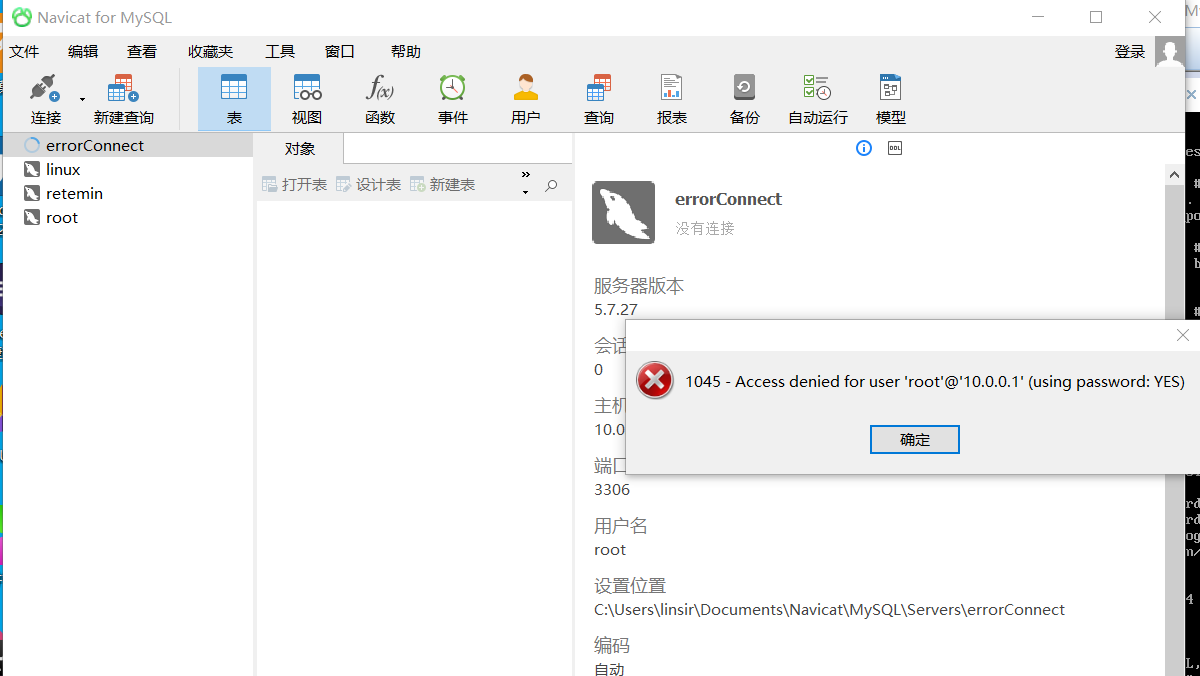 Navicat for MySQL
文件 编辑 查看 收藏夹 工具 窗口 帮助 登录
连接 新建查询 表 视图 函数 事件 用户 查询 报表 备份 自动运行 模型
errorConnect
linux
retemin
root
对象
打开表 设计表 新建表
DDL
errorConnect
没有连接
服务器版本
5.7.27
会话
0
主机
10.0
端口
3306
用户名
root
设置位置
C:\Users\linsir\Documents\Navicat\MySQL\Servers\errorConnect
编码
自动
1045 - Access denied for user 'root'@'10.0.0.1' (using password: YES)
确定